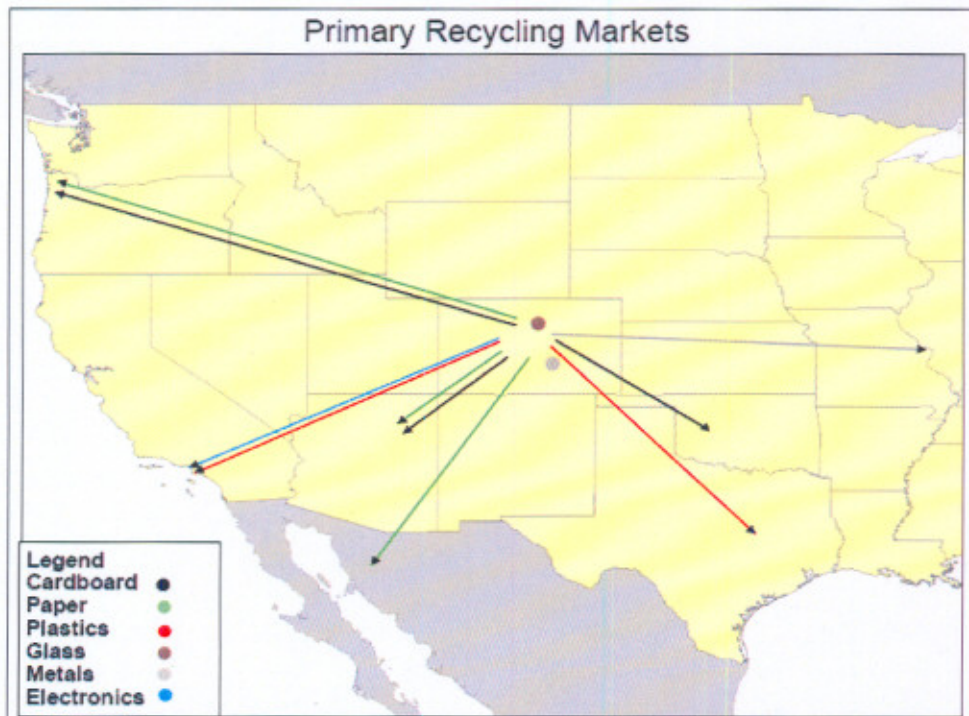 Primary Recycling Markets
Legend
Cardboard
Paper
Plastics
Glass
Metals
Electronics